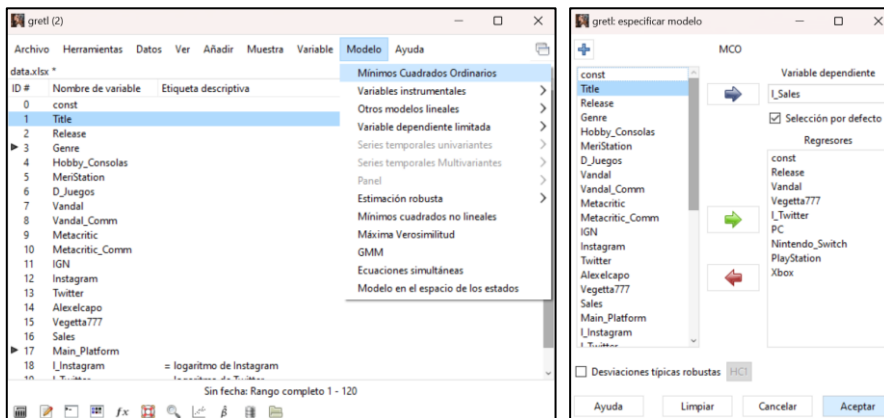 gretl (2)
Archivo Herramientas Datos Ver Añadir Muestra Variable Modelo Ayuda
data.xlsx *
ID # Nombre de variable Etiqueta descriptiva
0 const
1 Title
2 Release
3 Genre
4 Hobby_Consolas
5 MeriStation
6 D_Juegos
7 Vandal
8 Vandal_Comm
9 Metacritic
10 Metacritic_Comm
11 IGN
12 Instagram
13 Twitter
14 Alexelcapo
15 Vegetta777
16 Sales
17 Main_Platform
18 l_Instagram = logaritmo de Instagram
Mínimos Cuadrados Ordinarios
Variables instrumentales
Otros modelos lineales
Variable dependiente limitada
Series temporales univariantes
Series temporales Multivariantes
Panel
Estimación robusta
Mínimos cuadrados no lineales
Máxima Verosimilitud
GMM
Ecuaciones simultáneas
Modelo en el espacio de los estados
Sin fecha: Rango completo 1 - 120
gretl: especificar modelo
MCO
const
Title
Release
Genre
Hobby_Consolas
MeriStation
D_Juegos
Vandal
Vandal_Comm
Metacritic
Metacritic_Comm
IGN
Instagram
Twitter
Alexelcapo
Vegetta777
Sales
Main_Platform
l_Instagram
Variable dependiente
l_Sales
Selección por defecto
Regresores
const
Release
Vandal
Vegetta777
l_Twitter
PC
Nintendo_Switch
PlayStation
Xbox
Desviaciones típicas robustas HC1
Ayuda Limpiar Cancelar Aceptar